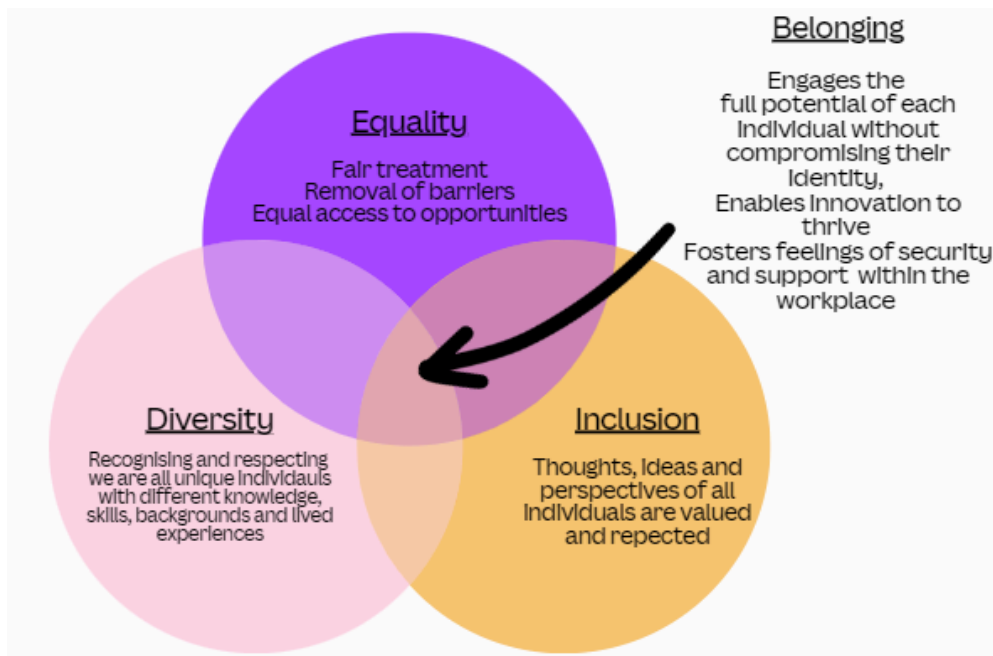 Belonging
Engages the
full potential of each
individual without
compromising their
identity,
Enables innovation to
thrive
Fosters feelings of security
and support within the
workplace
Equality
Fair treatment
Removal of barriers
Equal access to opportunities
Diversity
Recognising and respecting
we are all unique individauls
with different knowledge,
skills, backgrounds and lived
experiences
Inclusion
Thoughts, ideas and
perspectives of all
individuals are valued
and repected